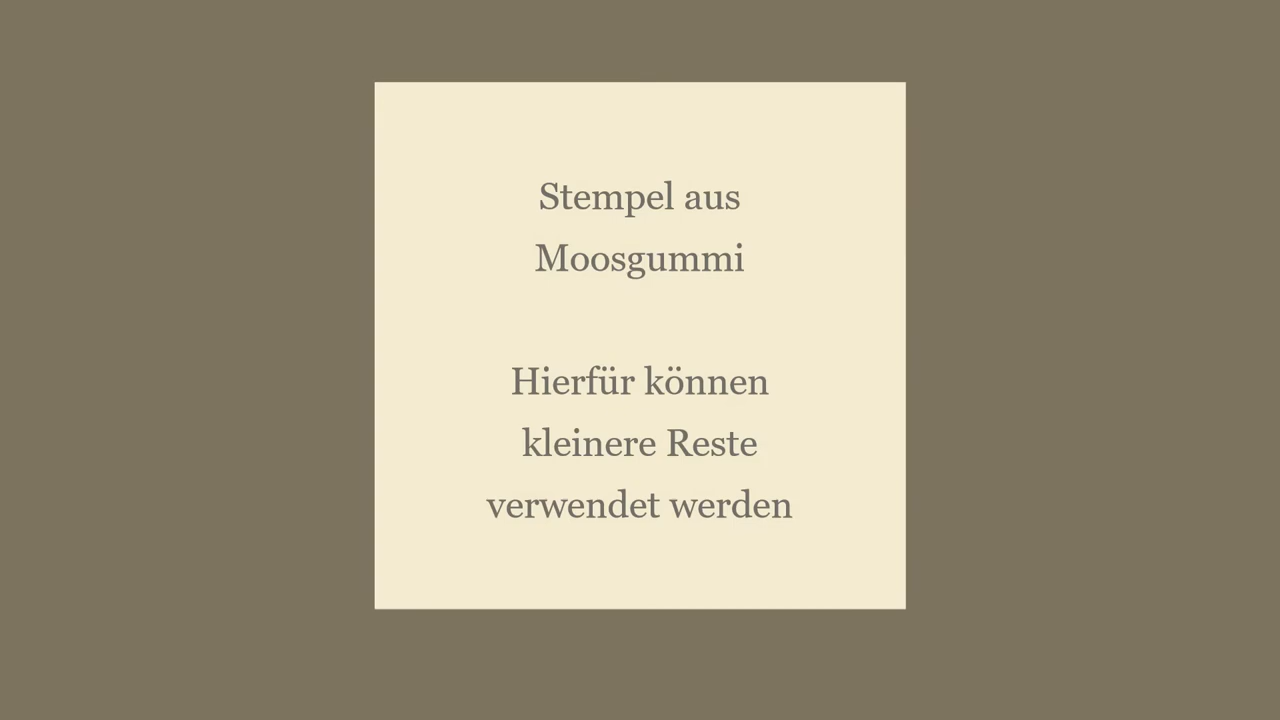 Stempel aus
Moosgummi
Hierfür können
kleinere Reste
verwendet werden